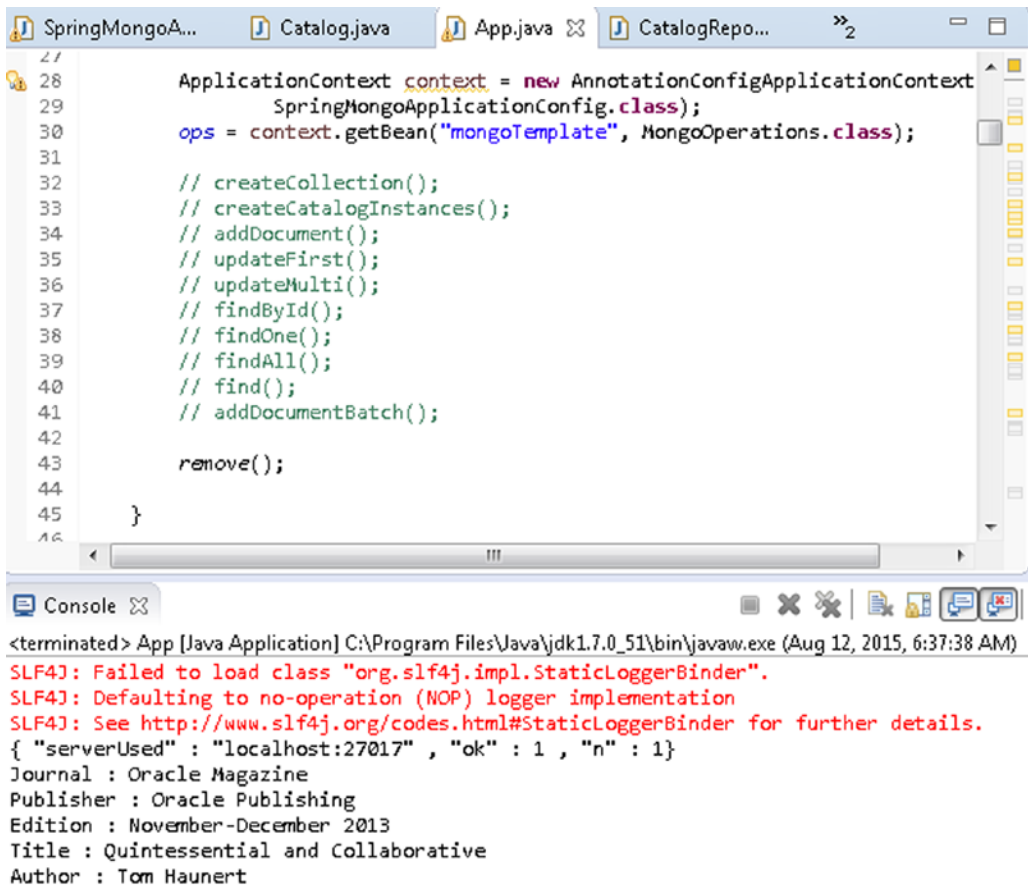 SpringMongoA... Catalog.java App.java CatalogRepo... »2
27
28 ApplicationContext context = new AnnotationConfigApplicationContext
29 SpringMongoApplicationConfig.class);
30 ops = context.getBean("mongoTemplate", MongoOperations.class);
31
32 // createCollection();
33 // createCatalogInstances();
34 // addDocument();
35 // updateFirst();
36 // updateMulti();
37 // findById();
38 // findOne();
39 // findAll();
40 // find();
41 // addDocumentBatch();
42
43 remove();
44
45 }
46
Console
<terminated> App [Java Application] C:\Program Files\Java\jdk1.7.0_51\bin\javaw.exe (Aug 12, 2015, 6:37:38 AM)
SLF4J: Failed to load class "org.slf4j.impl.StaticLoggerBinder".
SLF4J: Defaulting to no-operation (NOP) logger implementation
SLF4J: See http://www.slf4j.org/codes.html#StaticLoggerBinder for further details.
{ "serverUsed" : "localhost:27017" , "ok" : 1 , "n" : 1}
Journal : Oracle Magazine
Publisher : Oracle Publishing
Edition : November-December 2013
Title : Quintessential and Collaborative
Author : Tom Haunert